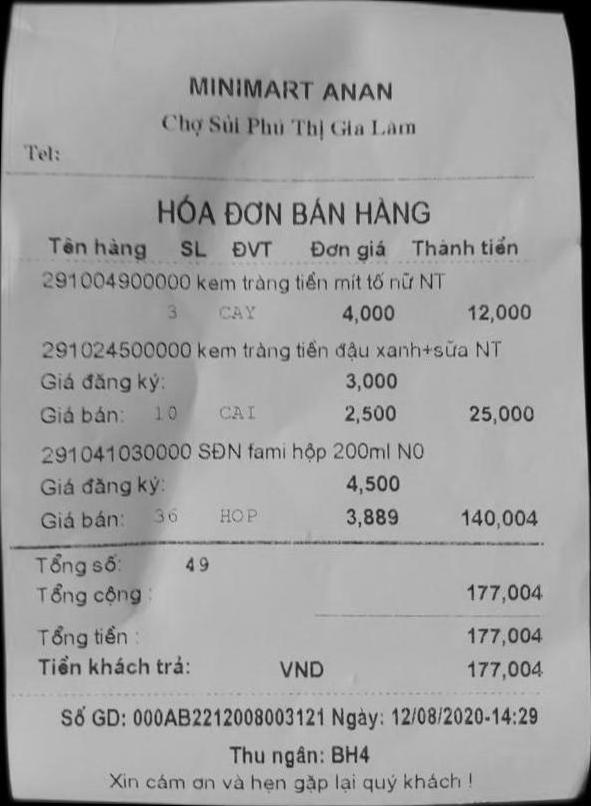 MINIMART ANAN
Chợ Sủi Phú Thị Gia Lâm
Tel:
HÓA ĐƠN BÁN HÀNG
Tên hàng SL ĐVT Đơn giá Thành tiền
291004900000 kem tràng tiền mít tố nữ NT
3 CAY 4,000 12,000
291024500000 kem tràng tiền đậu xanh+sữa NT
Giá đăng ký: 3,000
Giá bán: 10 CAI 2,500 25,000
291041030000 SĐN fami hộp 200ml N0
Giá đăng ký: 4,500
Giá bán: 36 HOP 3,889 140,004
Tổng số: 49
Tổng cộng : 177,004
Tổng tiền : 177,004
Tiền khách trả: VND 177,004
Số GD: 000AB2212008003121 Ngày: 12/08/2020-14:29
Thu ngân: BH4
Xin cám ơn và hẹn gặp lại quý khách !